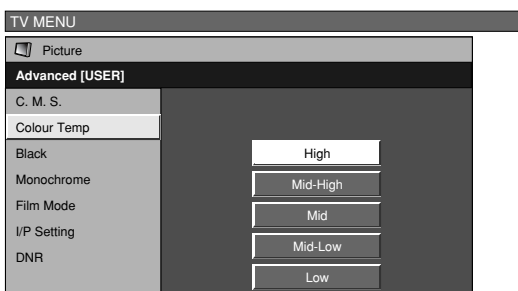 TV MENU
Picture
Advanced [USER]
C. M. S.
Colour Temp
Black
Monochrome
Film Mode
I/P Setting
DNR
High
Mid-High
Mid
Mid-Low
Low